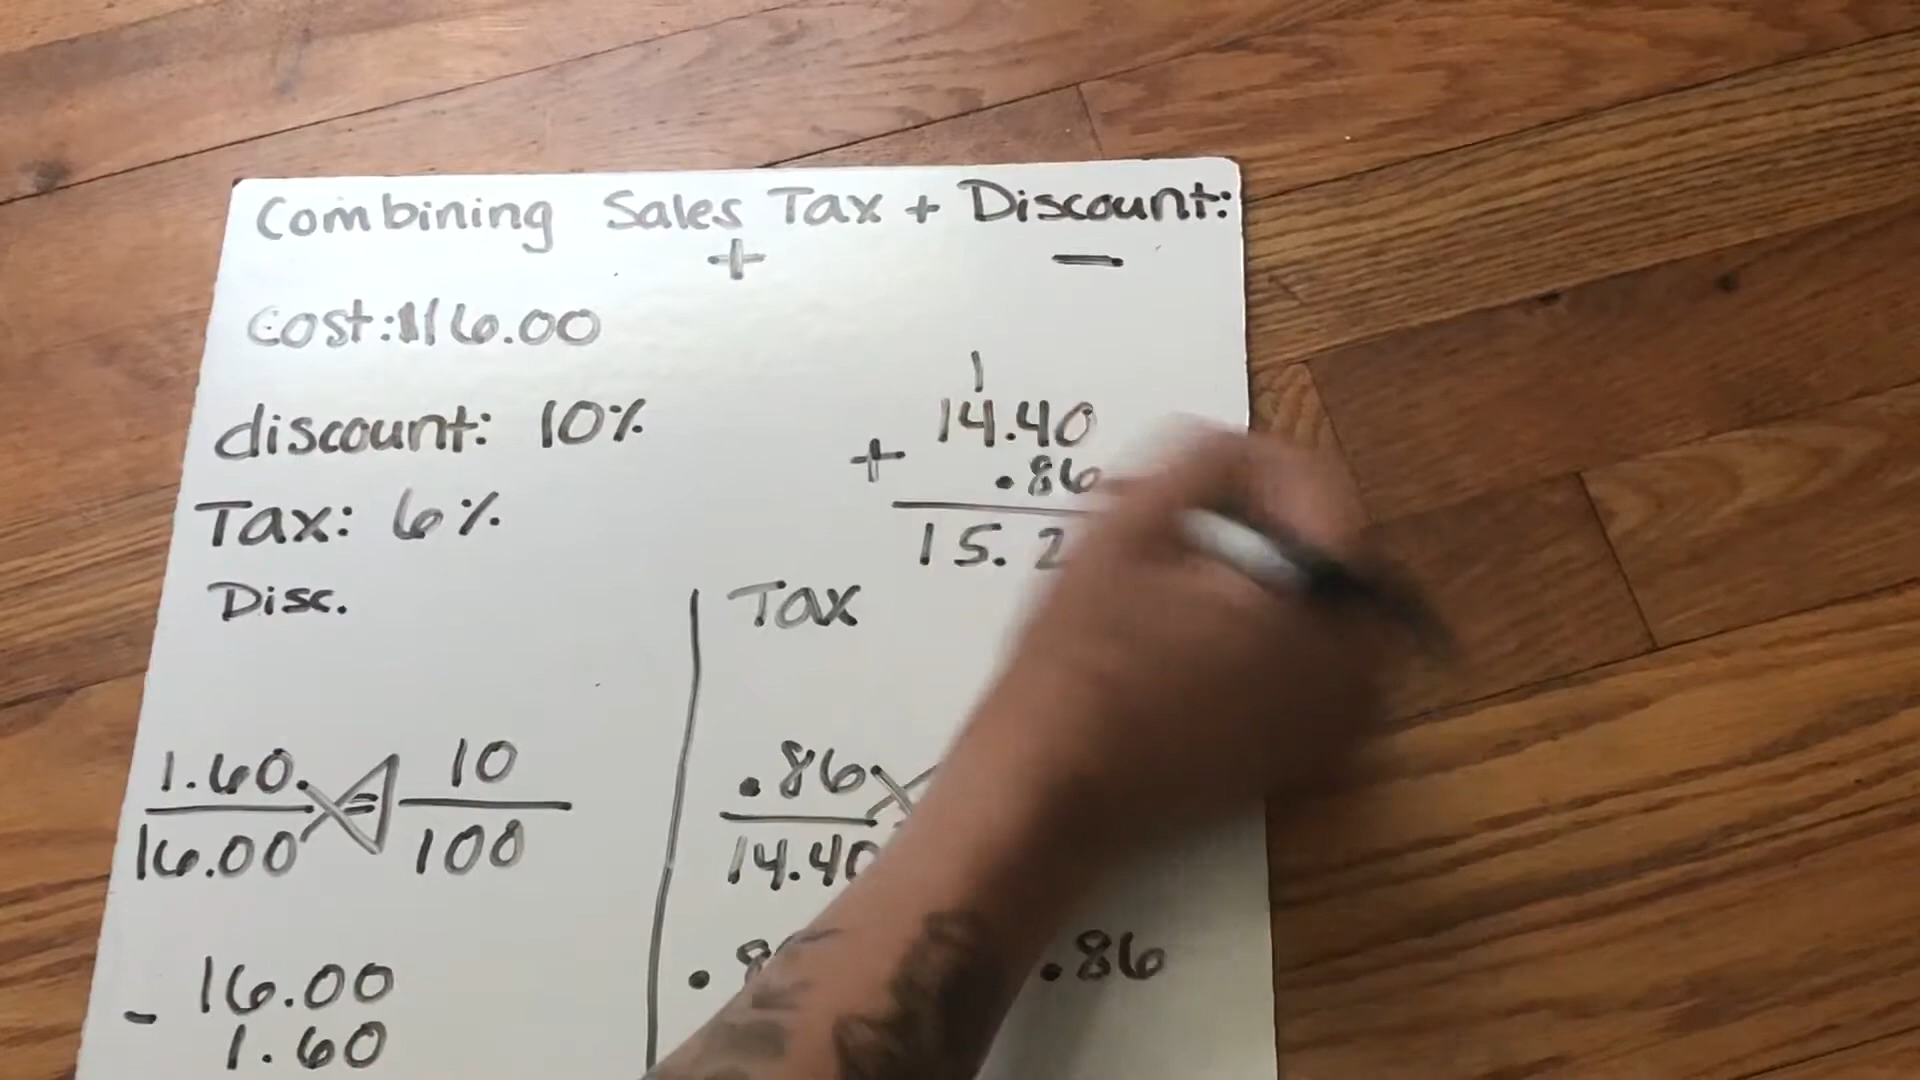 Combining Sales Tax + Discount:
+ −
Cost: $16.00
discount: 10%
Tax: 6%
1
14.40
+ .86
15.2
Disc.
Tax
1.60 = 10
16.00 100
.86
14.40
16.00
- 1.60
.8
.86